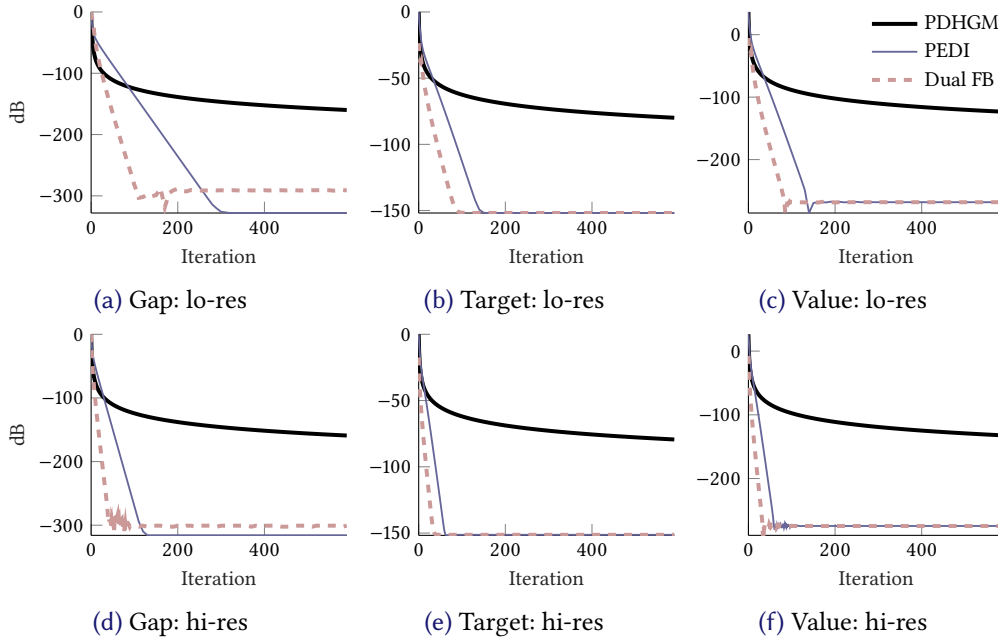 0
−100
−200
−300
dB
0 200 400
Iteration
(a) Gap: lo-res
0
−50
−100
−150
0 200 400
Iteration
(b) Target: lo-res
0
−100
−200
0 200 400
Iteration
PDHGM
PEDI
Dual FB
(c) Value: lo-res
0
−100
−200
−300
dB
0 200 400
Iteration
(d) Gap: hi-res
0
−50
−100
−150
0 200 400
Iteration
(e) Target: hi-res
0
−100
−200
0 200 400
Iteration
(f) Value: hi-res